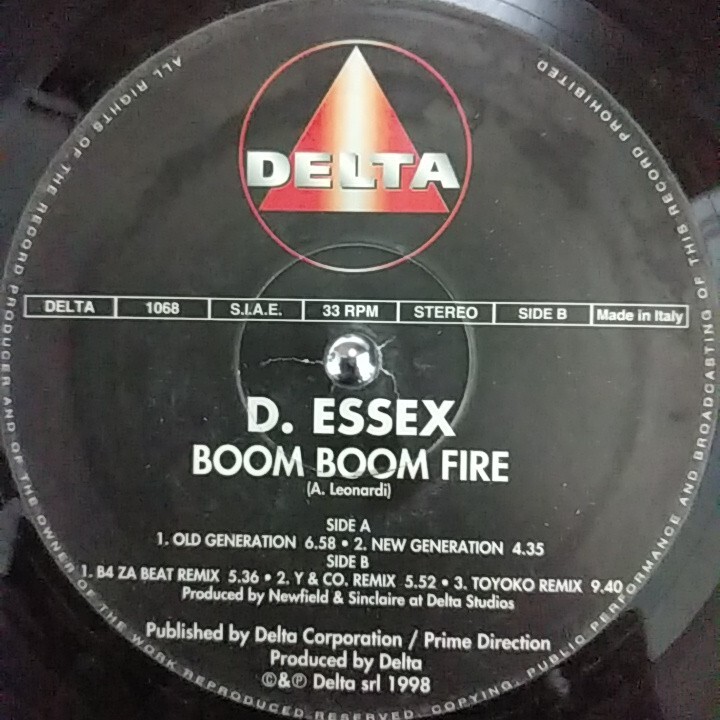 DELTA
DELTA 1068 S.I.A.E. 33 RPM STEREO SIDE B Made in Italy
D. ESSEX
BOOM BOOM FIRE
(A. Leonardi)
SIDE A
1. OLD GENERATION 6.58 • 2. NEW GENERATION 4.35
SIDE B
1. B4 ZA BEAT REMIX 5.36 • 2. Y & CO. REMIX 5.52 • 3. TOYOKO REMIX 9.40
Produced by Newfield & Sinclaire at Delta Studios
Published by Delta Corporation / Prime Direction
Produced by Delta
©&℗ Delta srl 1998
ALL RIGHTS OF THE RECORD PRODUCER AND OF THE OWNER OF THE WORK REPRODUCED RESERVED. COPYING, PUBLIC PERFORMANCE AND BROADCASTING OF THIS RECORD PROHIBITED